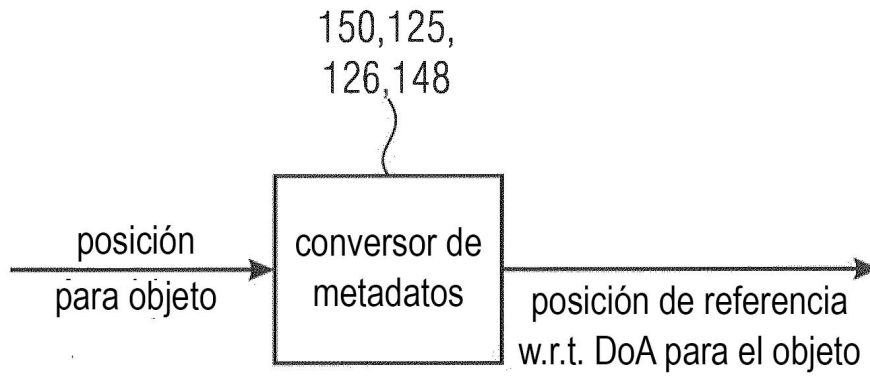 150,125,
126,148
posición
para objeto
conversor de
metadatos
posición de referencia
w.r.t. DoA para el objeto